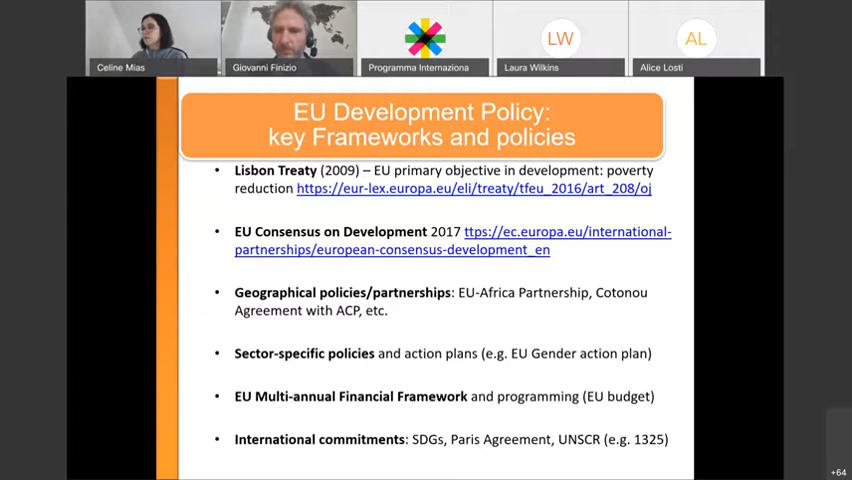 LW
AL
Celine Mias
Giovanni Finizio
Programma Internaziona
Laura Wilkins
Alice Losti
EU Development Policy:
key Frameworks and policies
• Lisbon Treaty (2009) – EU primary objective in development: poverty
reduction https://eur-lex.europa.eu/eli/treaty/tfeu_2016/art_208/oj
• EU Consensus on Development 2017 ttps://ec.europa.eu/international-
partnerships/european-consensus-development_en
• Geographical policies/partnerships: EU-Africa Partnership, Cotonou
Agreement with ACP, etc.
• Sector-specific policies and action plans (e.g. EU Gender action plan)
• EU Multi-annual Financial Framework and programming (EU budget)
• International commitments: SDGs, Paris Agreement, UNSCR (e.g. 1325)
+64